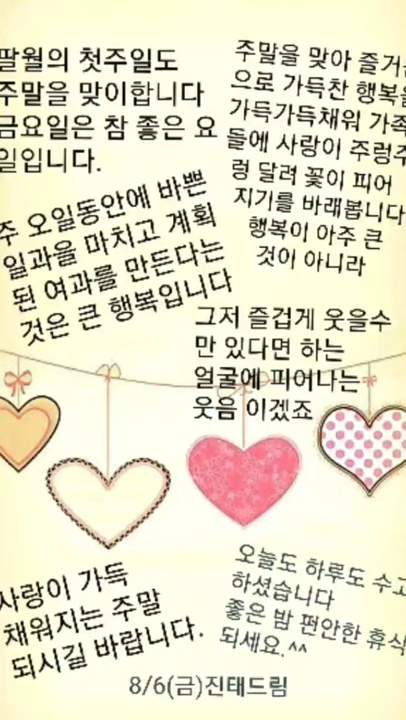 팔월의 첫주일도
주말을 맞이합니다
금요일은 참 좋은 요
일입니다.
주말을 맞아 즐거
으로 가득찬 행복을
가득가득채워 가족
들에 사랑이 주렁주
렁 달려 꽃이 피어
지기를 바래봅니다
행복이 아주 큰
것이 아니라
주 오일동안에 바쁜
일과을 마치고 계획
된 여과를 만든다는
것은 큰 행복입니다
그저 즐겁게 웃을수
만 있다면 하는
얼굴에 피어나는
웃음 이겠죠
사랑이 가득
채워지는 주말
되시길 바랍니다.
오늘도 하루도 수고
하셨습니다
좋은 밤 편안한 휴식
되세요.^^
8/6(금)진태드림